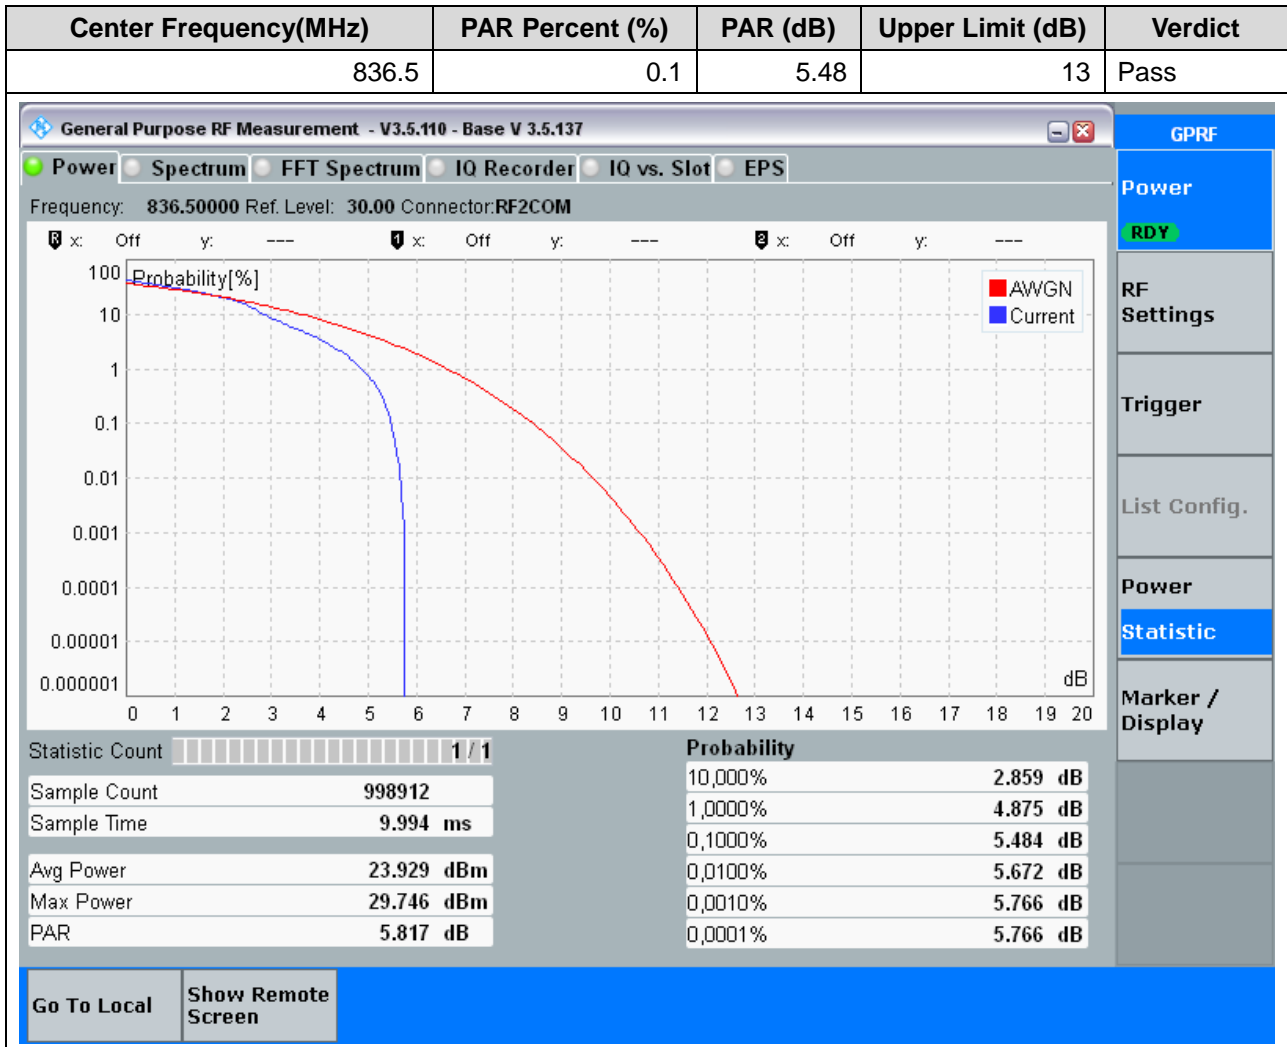 Center Frequency(MHz) PAR Percent (%) PAR (dB) Upper Limit (dB) Verdict
836.5 0.1 5.48 13 Pass
General Purpose RF Measurement - V3.5.110 - Base V 3.5.137
GPRF
Power Spectrum FFT Spectrum IQ Recorder IQ vs. Slot EPS
Frequency: 836.50000 Ref. Level: 30.00 Connector:RF2COM
R x: Off y: --- 1 x: Off y: --- 2 x: Off y: ---
Probability[%]
AWGN
Current
100
10
1
0.1
0.01
0.001
0.0001
0.00001
0.000001
dB
0 1 2 3 4 5 6 7 8 9 10 11 12 13 14 15 16 17 18 19 20
Statistic Count 1 / 1
Sample Count 998912
Sample Time 9.994 ms
Avg Power 23.929 dBm
Max Power 29.746 dBm
PAR 5.817 dB
Probability
10,000% 2.859 dB
1,0000% 4.875 dB
0,1000% 5.484 dB
0,0100% 5.672 dB
0,0010% 5.766 dB
0,0001% 5.766 dB
Power
RDY
RF
Settings
Trigger
List Config.
Power
Statistic
Marker /
Display
Go To Local
Show Remote
Screen